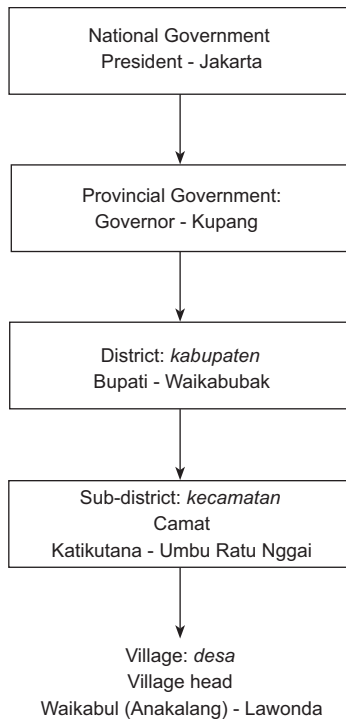 National Government
President - Jakarta
Provincial Government:
Governor - Kupang
District: kabupaten
Bupati - Waikabubak
Sub-district: kecamatan
Camat
Katikutana - Umbu Ratu Nggai
Village: desa
Village head
Waikabul (Anakalang) - Lawonda